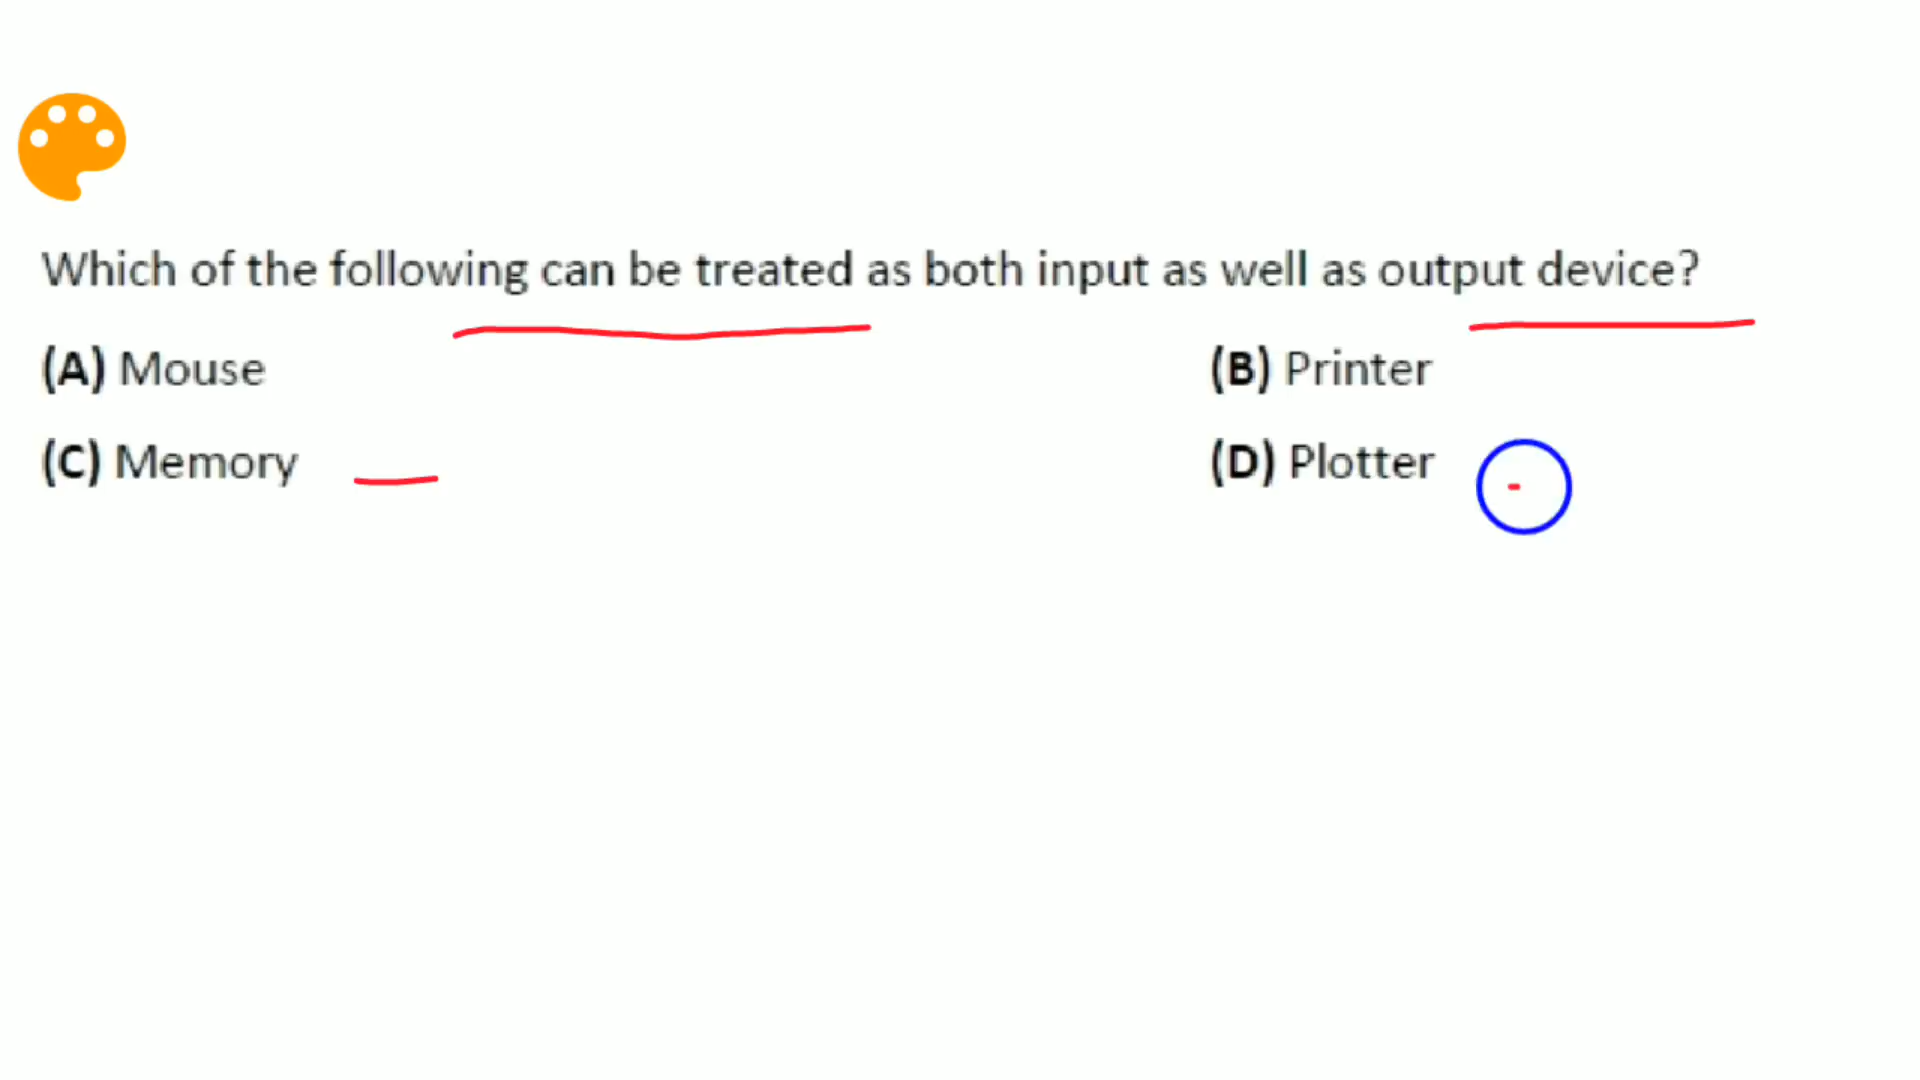 Which of the following can be treated as both input as well as output device?
(A) Mouse
(B) Printer
(C) Memory
(D) Plotter